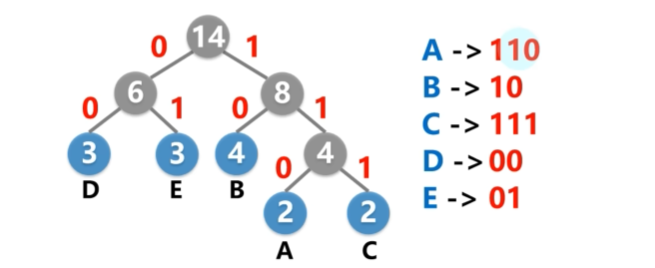 14
0 1
6 8
0 1 0 1
3 3 4 4
D E B
0 1
2 2
A C
A -> 110
B -> 10
C -> 111
D -> 00
E -> 01